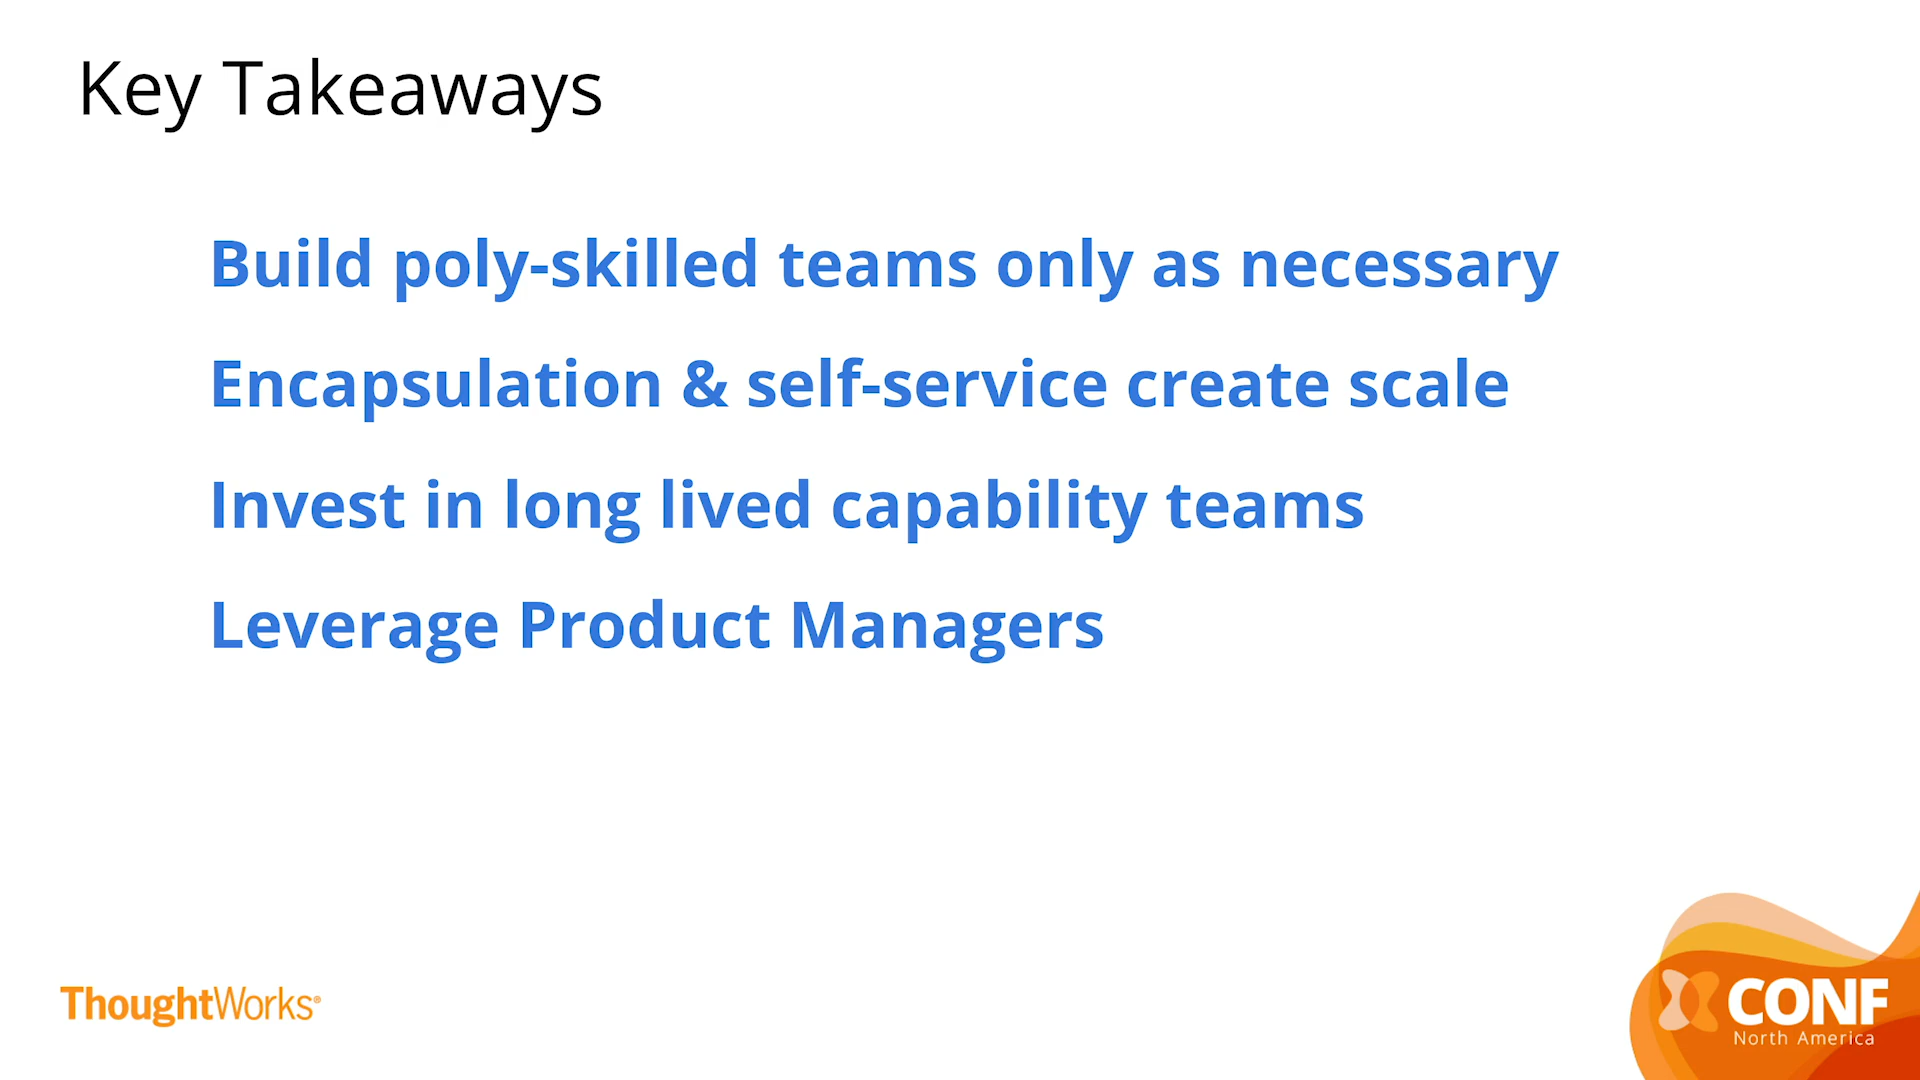 Key Takeaways
Build poly-skilled teams only as necessary
Encapsulation & self-service create scale
Invest in long lived capability teams
Leverage Product Managers
ThoughtWorks®
XCONF
North America